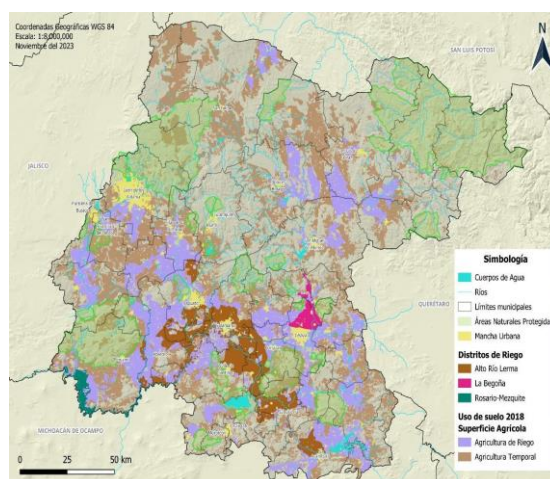 Coordenadas Geográficas WGS 84
Escala: 1:8,000,000
Noviembre del 2023
N
SAN LUIS POTOSÍ
JALISCO
QUERÉTARO
MICHOACÁN DE OCAMPO
Simbología
Cuerpos de Agua
Ríos
Límites municipales
Áreas Naturales Protegida
Mancha Urbana
Distritos de Riego
Alto Río Lerma
La Begoña
Rosario-Mezquite
Uso de suelo 2018
Superficie Agrícola
Agricultura de Riego
Agricultura Temporal
0 25 50 km